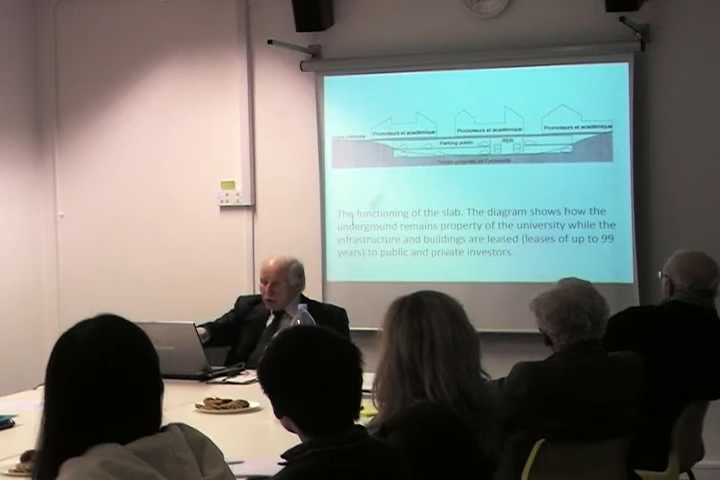 Promoteurs et académique Promoteurs et académique Promoteurs et académique
Parking public
The functioning of the slab. The diagram shows how the
underground remains property of the university while the
infrastructure and buildings are leased (leases of up to 99
years) to public and private investors.